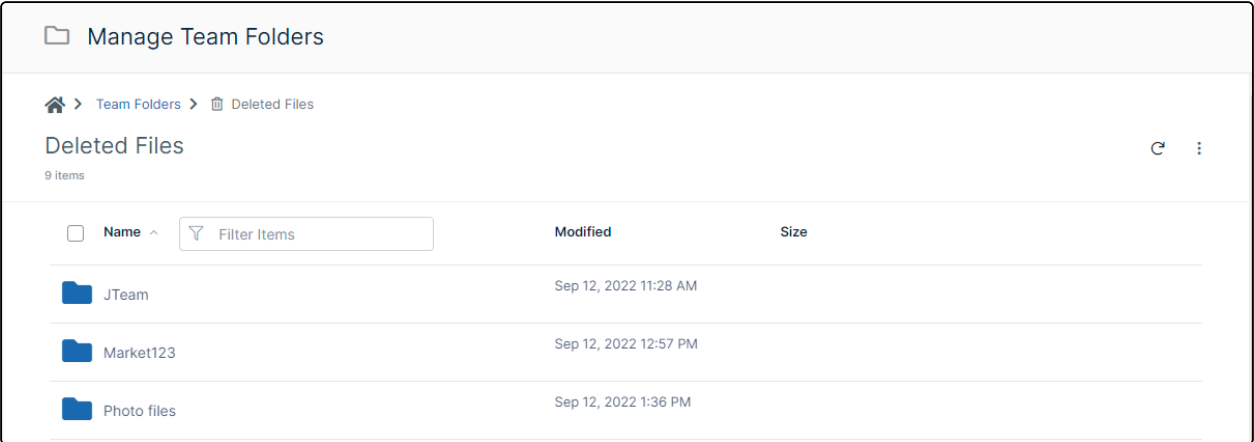 Manage Team Folders
Team Folders Deleted Files
Deleted Files
9 items
Name Filter Items Modified Size
JTeam Sep 12, 2022 11:28 AM
Market123 Sep 12, 2022 12:57 PM
Photo files Sep 12, 2022 1:36 PM